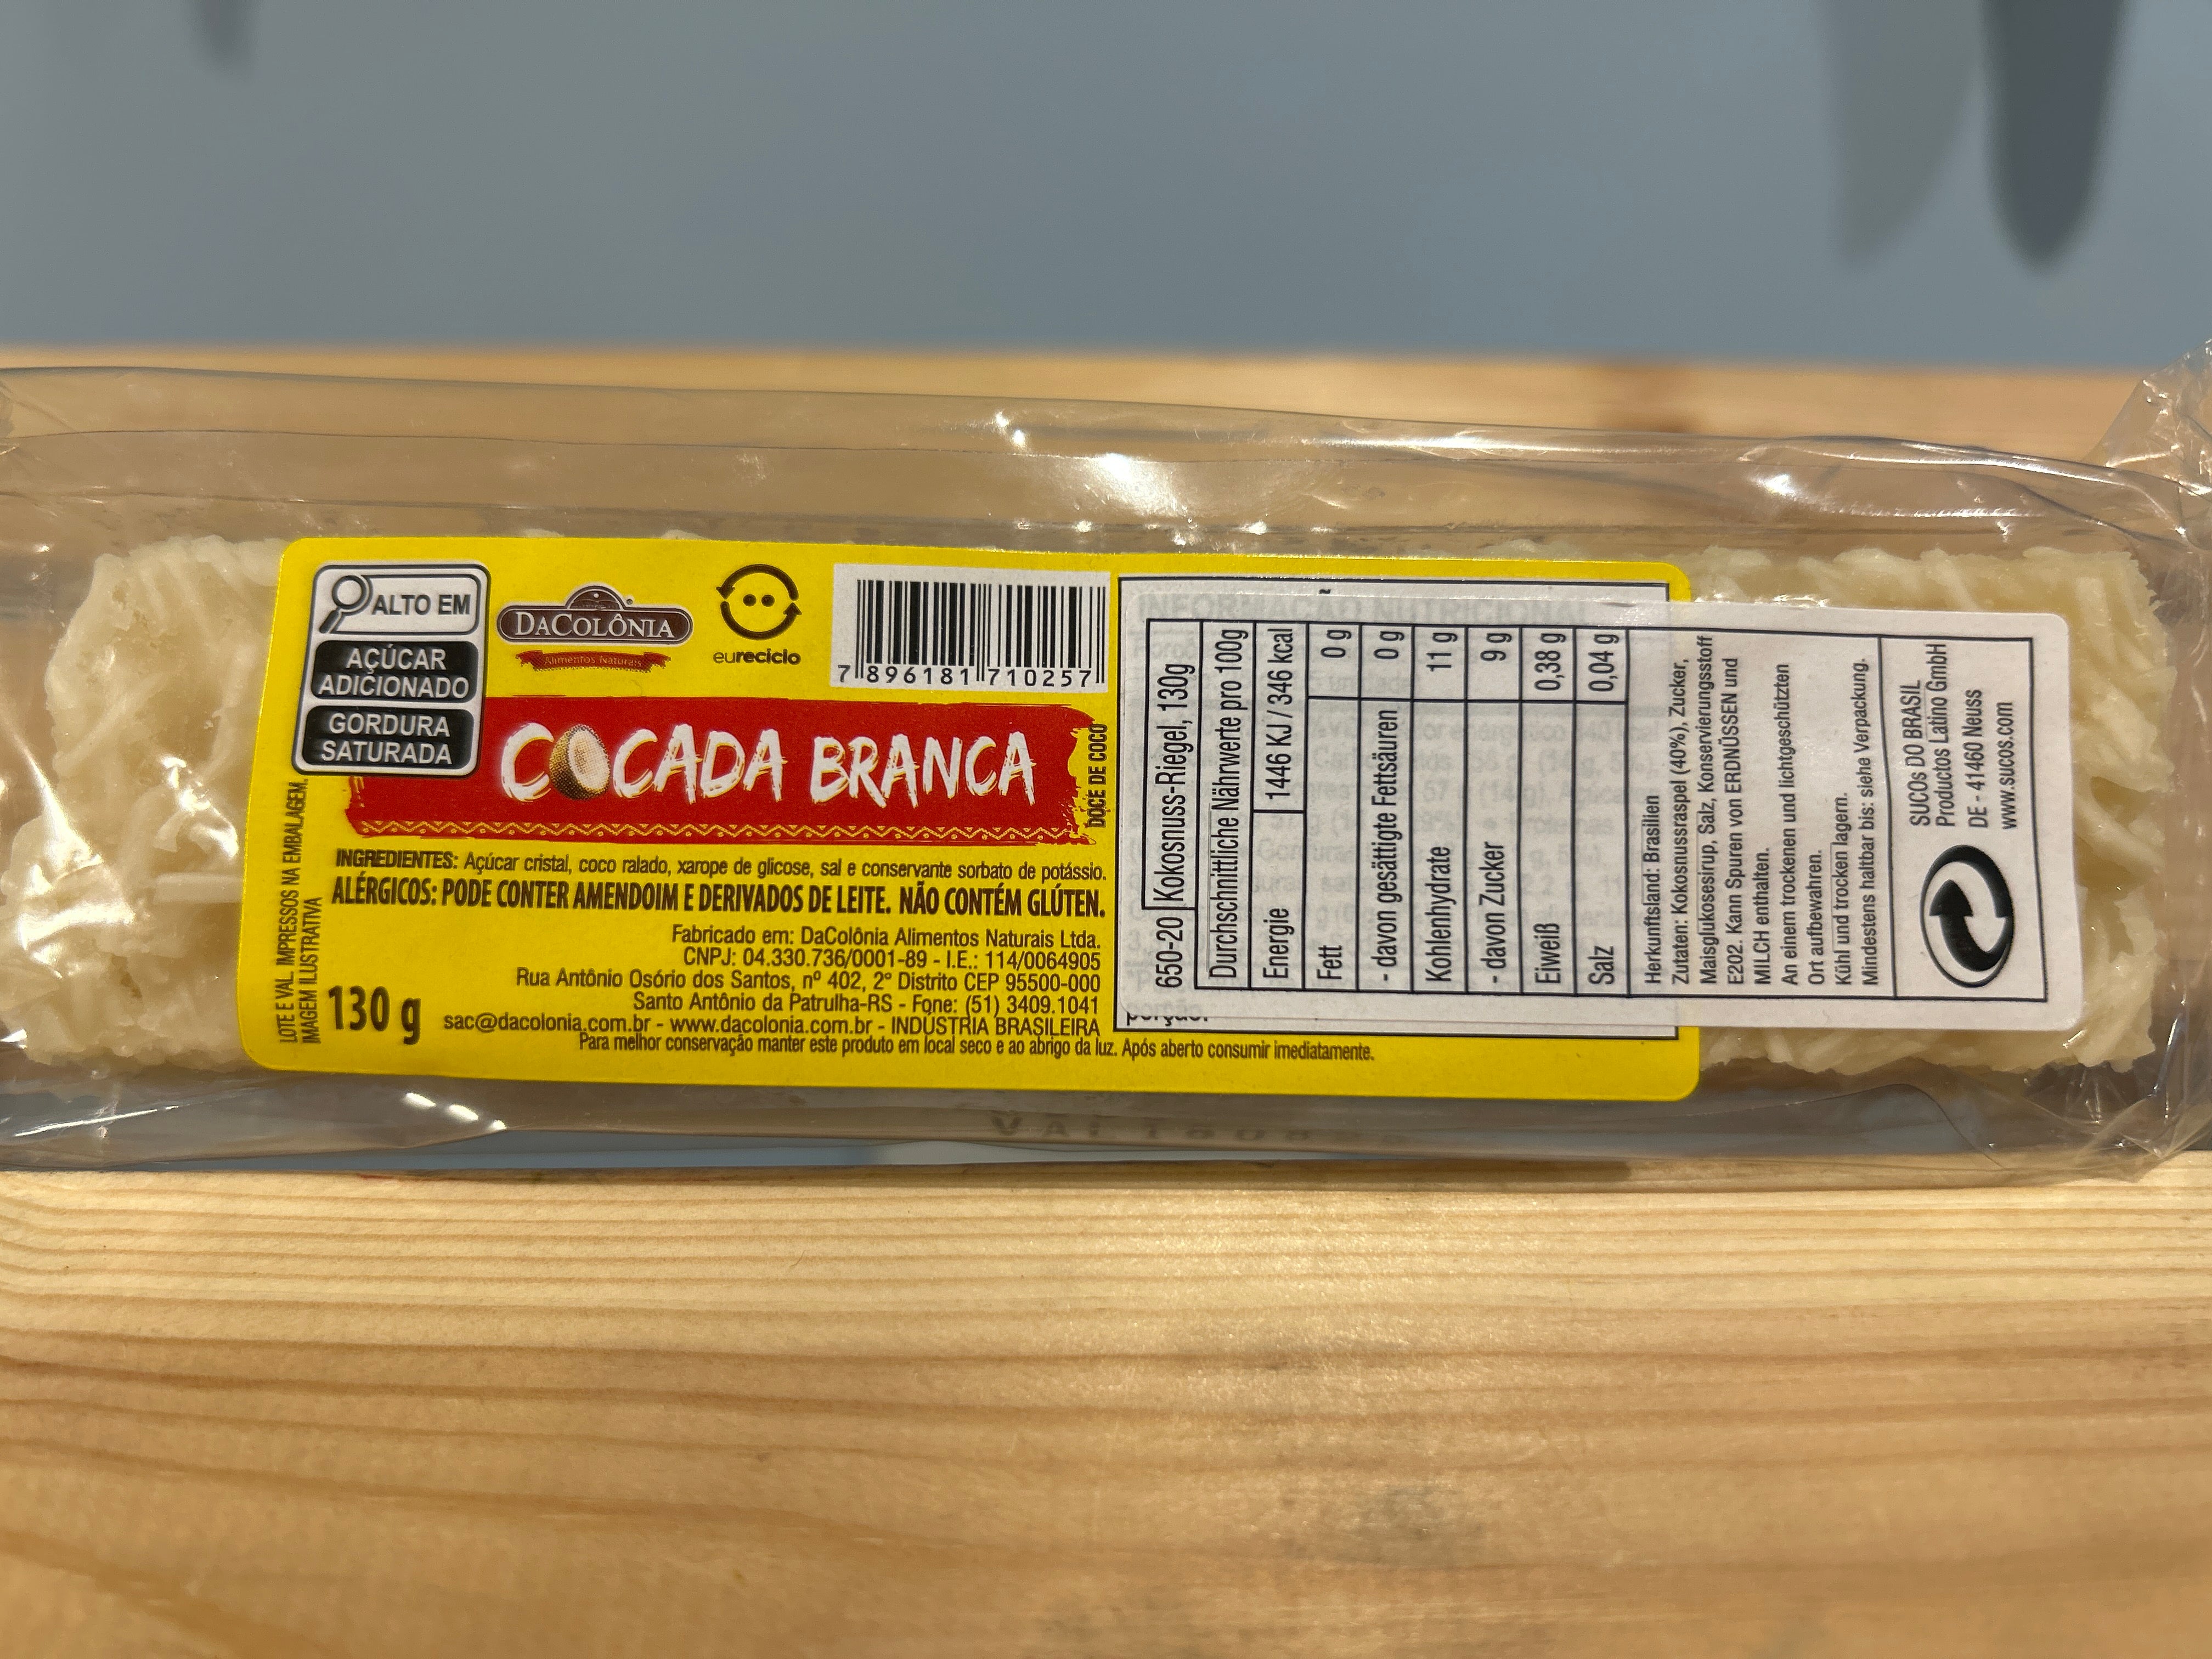 ALTO EM
AÇÚCAR
ADICIONADO
GORDURA
SATURADA
DACOLÔNIA
Alimentos Naturais
eureciclo
7 896181 710257
COCADA BRANCA
DOCE DE COCO
LOTE E VAL. IMPRESSOS NA EMBALAGEM.
IMAGEM ILUSTRATIVA
INGREDIENTES: Açúcar cristal, coco ralado, xarope de glicose, sal e conservante sorbato de potássio.
ALÉRGICOS: PODE CONTER AMENDOIM E DERIVADOS DE LEITE. NÃO CONTÉM GLÚTEN.
Fabricado em: DaColônia Alimentos Naturais Ltda.
CNPJ: 04.330.736/0001-89 - I.E.: 114/0064905
Rua Antônio Osório dos Santos, nº 402, 2° Distrito CEP 95500-000
Santo Antônio da Patrulha-RS - Fone: (51) 3409.1041
sac@dacolonia.com.br - www.dacolonia.com.br - INDÚSTRIA BRASILEIRA
Para melhor conservação manter este produto em local seco e ao abrigo da luz. Após aberto consumir imediatamente.
130 g
INFORMAÇÃO NUTRICIONAL
porção.
650-20 Kokosnuss-Riegel, 130g
Durchschnittliche Nährwerte pro 100g
Energie 1446 KJ / 346 kcal
Fett 0 g
- davon gesättigte Fettsäuren 0 g
Kohlenhydrate 11 g
- davon Zucker 9 g
Eiweiß 0,38 g
Salz 0,04 g
Herkunftsland: Brasilien
Zutaten: Kokosnussraspel (40%), Zucker,
Maisglukosesirup, Salz, Konservierungsstoff
E202. Kann Spuren von ERDNÜSSEN und
MILCH enthalten.
An einem trockenen und lichtgeschützten
Ort aufbewahren.
Kühl und trocken lagern.
Mindestens haltbar bis: siehe Verpackung.
SUCOs DO BRASIL
Productos Latino GmbH
DE - 41460 Neuss
www.sucos.com